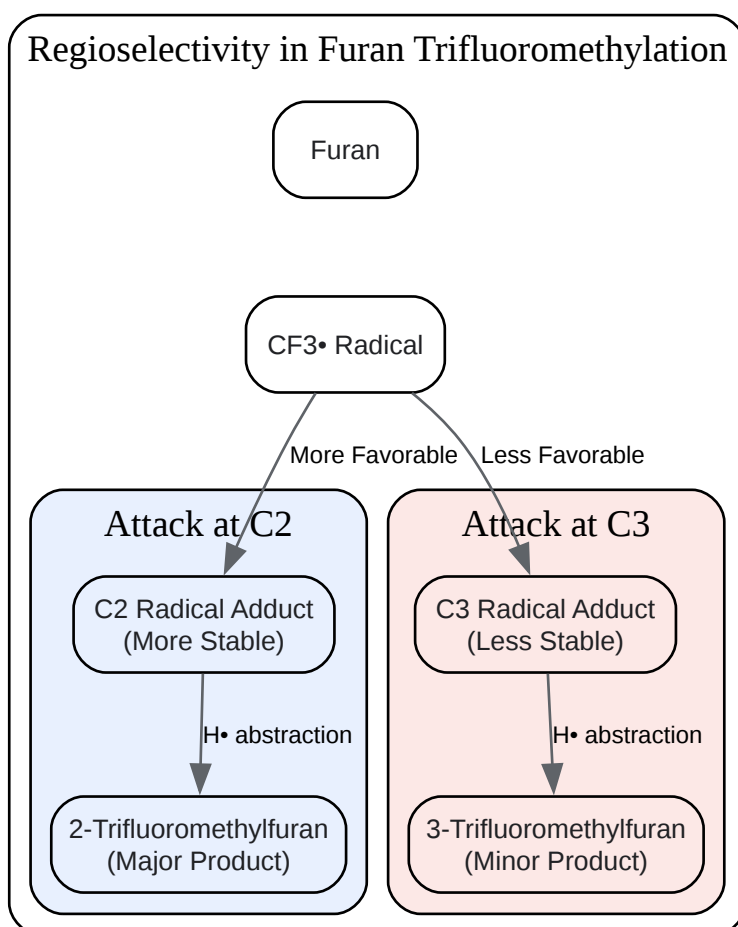 Regioselectivity in Furan Trifluoromethylation
Furan
CF3• Radical
More Favorable
Less Favorable
Attack at C2
Attack at C3
C2 Radical Adduct
(More Stable)
C3 Radical Adduct
(Less Stable)
H• abstraction
H• abstraction
2-Trifluoromethylfuran
(Major Product)
3-Trifluoromethylfuran
(Minor Product)